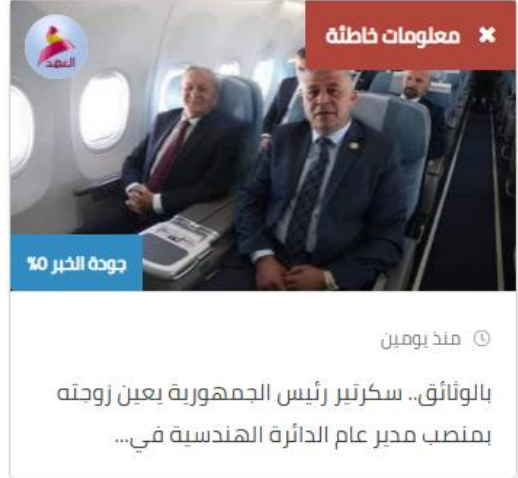 ✖ معلومات خاطئة
العهد
جودة الخبر 0%
منذ يومين
بالوثائق.. سكرتير رئيس الجمهورية يعين زوجته
بمنصب مدير عام الدائرة الهندسية في...